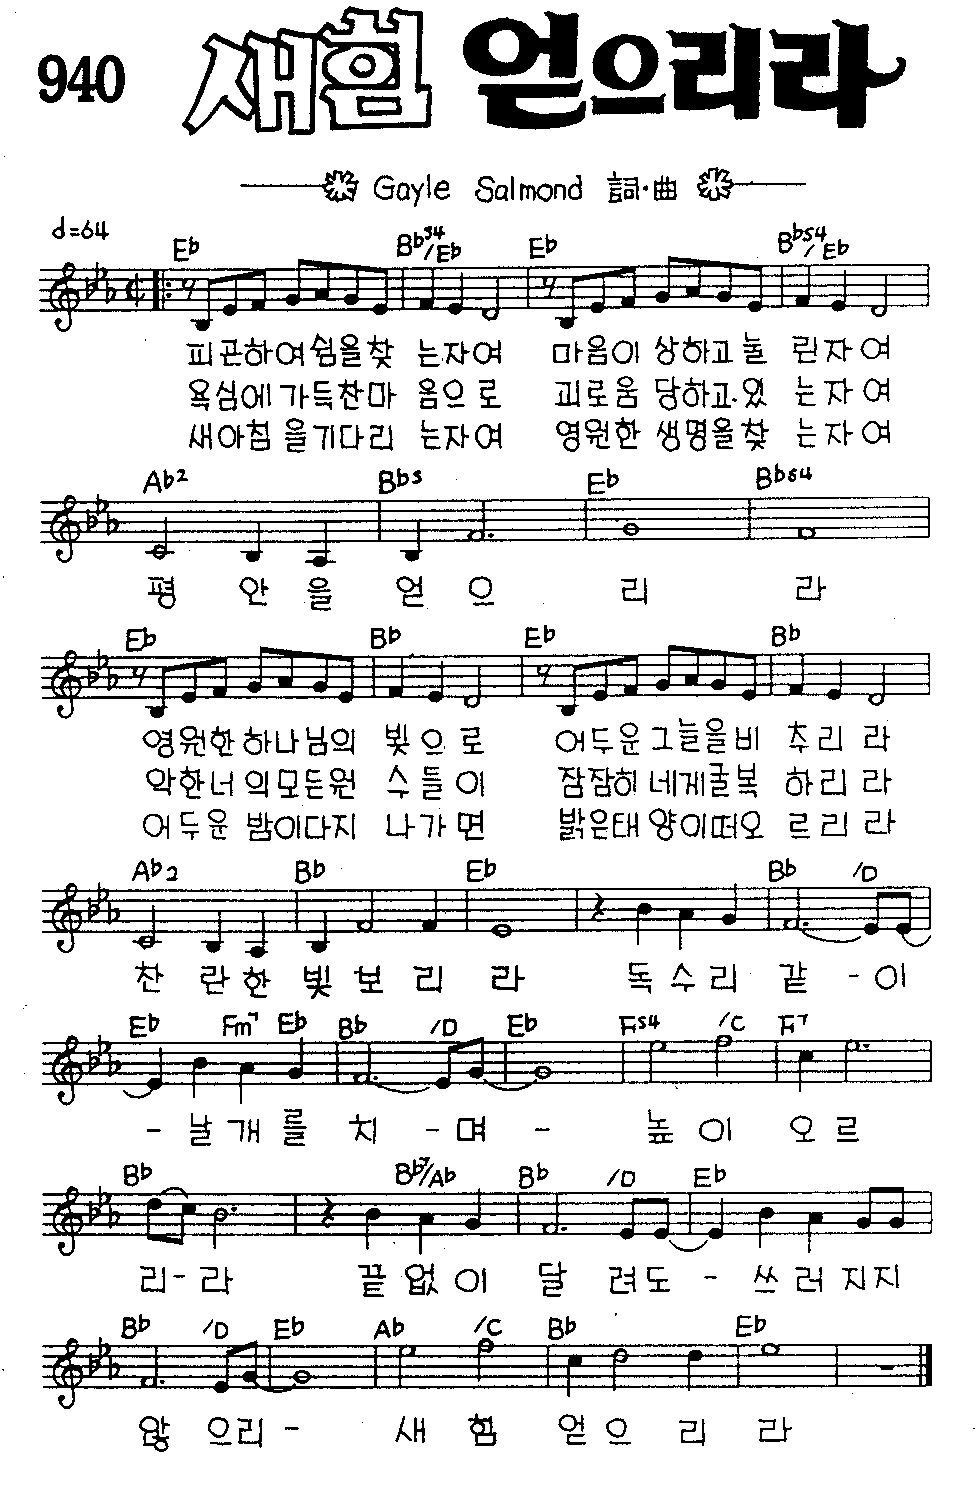 940 새힘 얻으리라
Gayle Salmond 詞·曲
d=64
Eb Bbs4/Eb Eb Bbs4/Eb
피곤하여쉼을찾 는자여 마음이 상하고눌 린자여
욕심에가득찬마 음으로 괴로움 당하고.있 는자여
새아침을기다리 는자여 영원한 생명을찾 는자여
Ab2 Bbs Eb Bbs4
평 안을 얻 으 리 라
Eb Bb Eb Bb
영원한하나님의 빛으로 어두운그늘을비 추리라
악한너의모든원 수들이 잠잠히네게굴복 하리라
어두운밤이다지 나가면 밝은태양이떠오 르리라
Ab2 Bb Eb Bb /D
찬 란한 빛보리 라 독수리 같 - 이
Eb Fm7 Eb Bb /D Eb Fs4 /C F7
- 날개를 치 - 며 - 높이 오르
Bb Bb7/Ab Bb /D Eb
리-라 끝없이 달 려도 - 쓰러지지
Bb /D Eb Ab /C Bb Eb
않 으리 - 새 힘 얻으 리 라